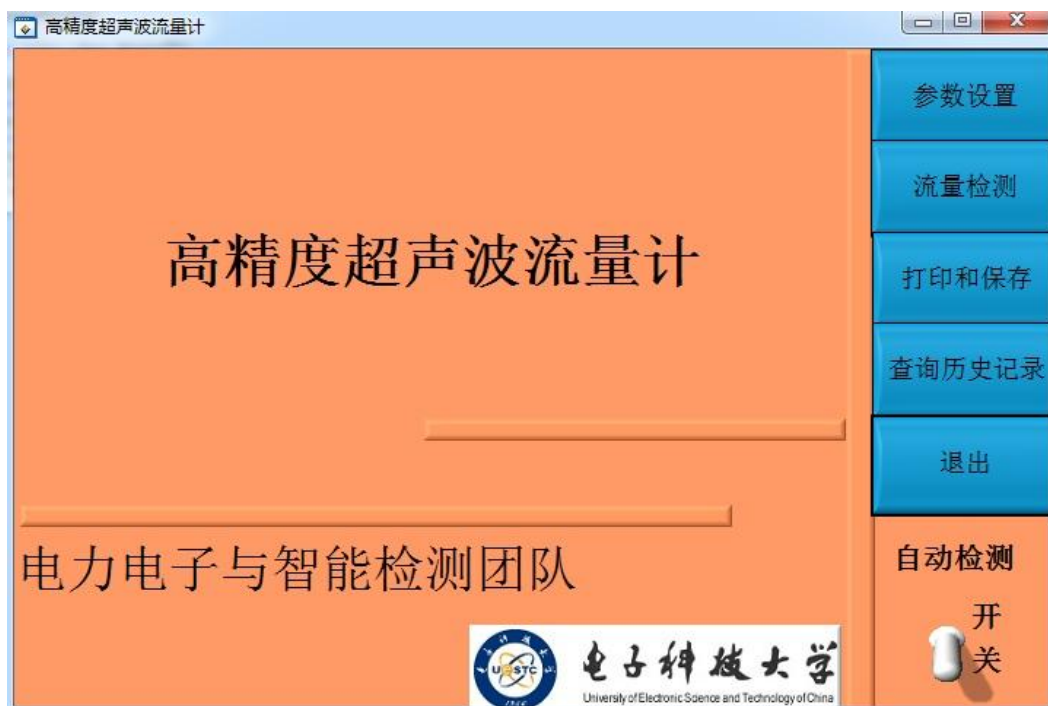 高精度超声波流量计
参数设置
流量检测
高精度超声波流量计
打印和保存
查询历史记录
退出
电力电子与智能检测团队
自动检测
开
关
UESTC
1956
电子科技大学
University of Electronic Science and Technology of China